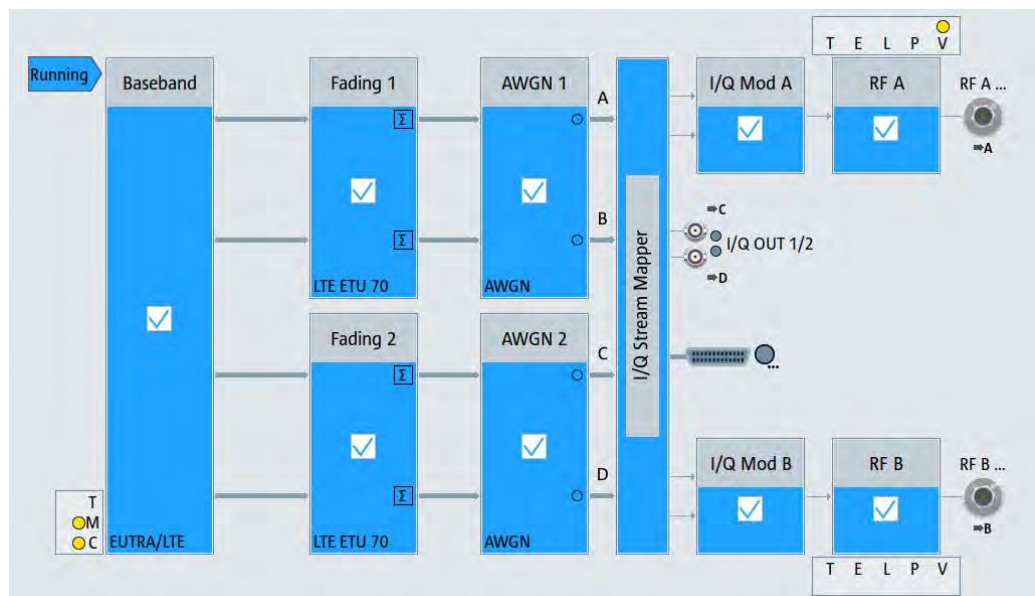 T E L P V
Running
Baseband
Fading 1
AWGN 1
A
I/Q Mod A
RF A
RF A ...
Σ
➡A
B
Σ
➡C
I/Q OUT 1/2
➡D
LTE ETU 70
AWGN
I/Q Stream Mapper
Fading 2
AWGN 2
C
Σ
...
D
Σ
I/Q Mod B
RF B
RF B ...
➡B
T
M
C
EUTRA/LTE
LTE ETU 70
AWGN
T E L P V